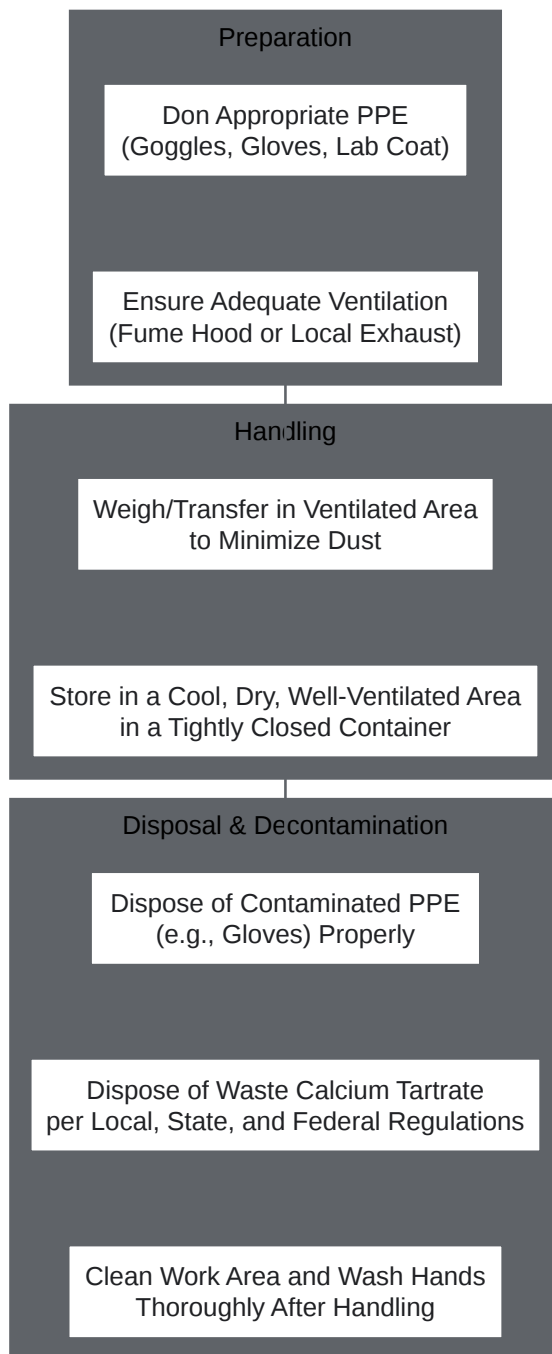 Preparation
Don Appropriate PPE
(Goggles, Gloves, Lab Coat)
Ensure Adequate Ventilation
(Fume Hood or Local Exhaust)
Handling
Weigh/Transfer in Ventilated Area
to Minimize Dust
Store in a Cool, Dry, Well-Ventilated Area
in a Tightly Closed Container
Disposal & Decontamination
Dispose of Contaminated PPE
(e.g., Gloves) Properly
Dispose of Waste Calcium Tartrate
per Local, State, and Federal Regulations
Clean Work Area and Wash Hands
Thoroughly After Handling